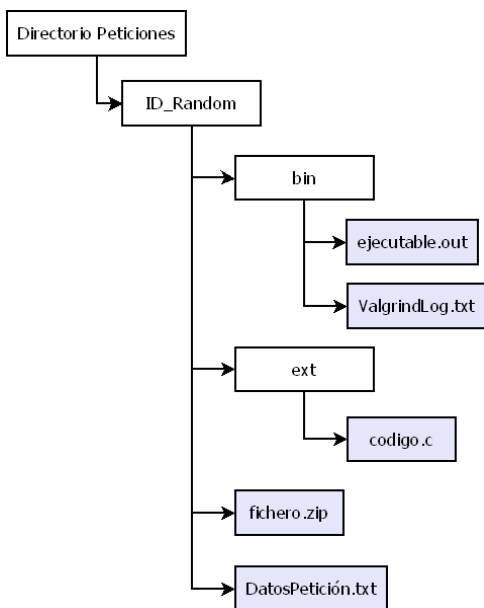 Directorio Peticiones
ID_Random
bin
ejecutable.out
ValgrindLog.txt
ext
codigo.c
fichero.zip
DatosPetición.txt